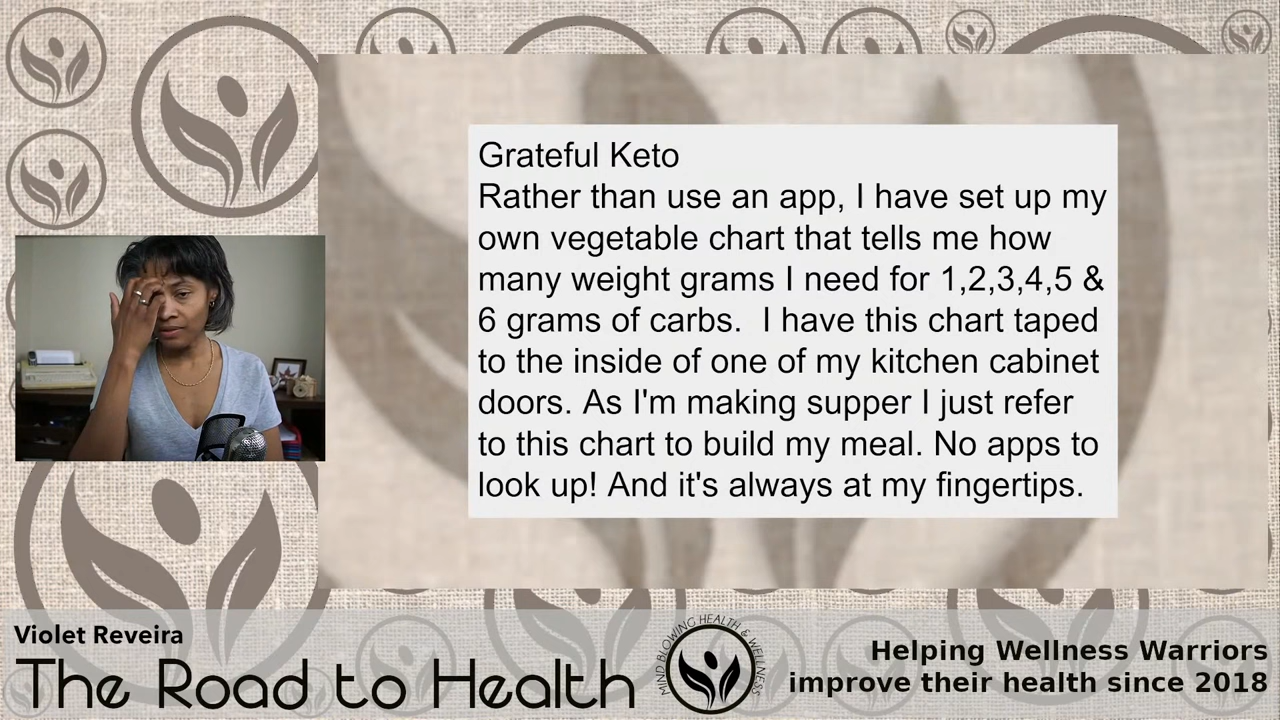 Grateful Keto
Rather than use an app, I have set up my
own vegetable chart that tells me how
many weight grams I need for 1,2,3,4,5 &
6 grams of carbs.  I have this chart taped
to the inside of one of my kitchen cabinet
doors. As I'm making supper I just refer
to this chart to build my meal. No apps to
look up! And it's always at my fingertips.
Violet Reveira
The Road to Health
MIND BLOWING HEALTH & WELLNESS
Helping Wellness Warriors
improve their health since 2018